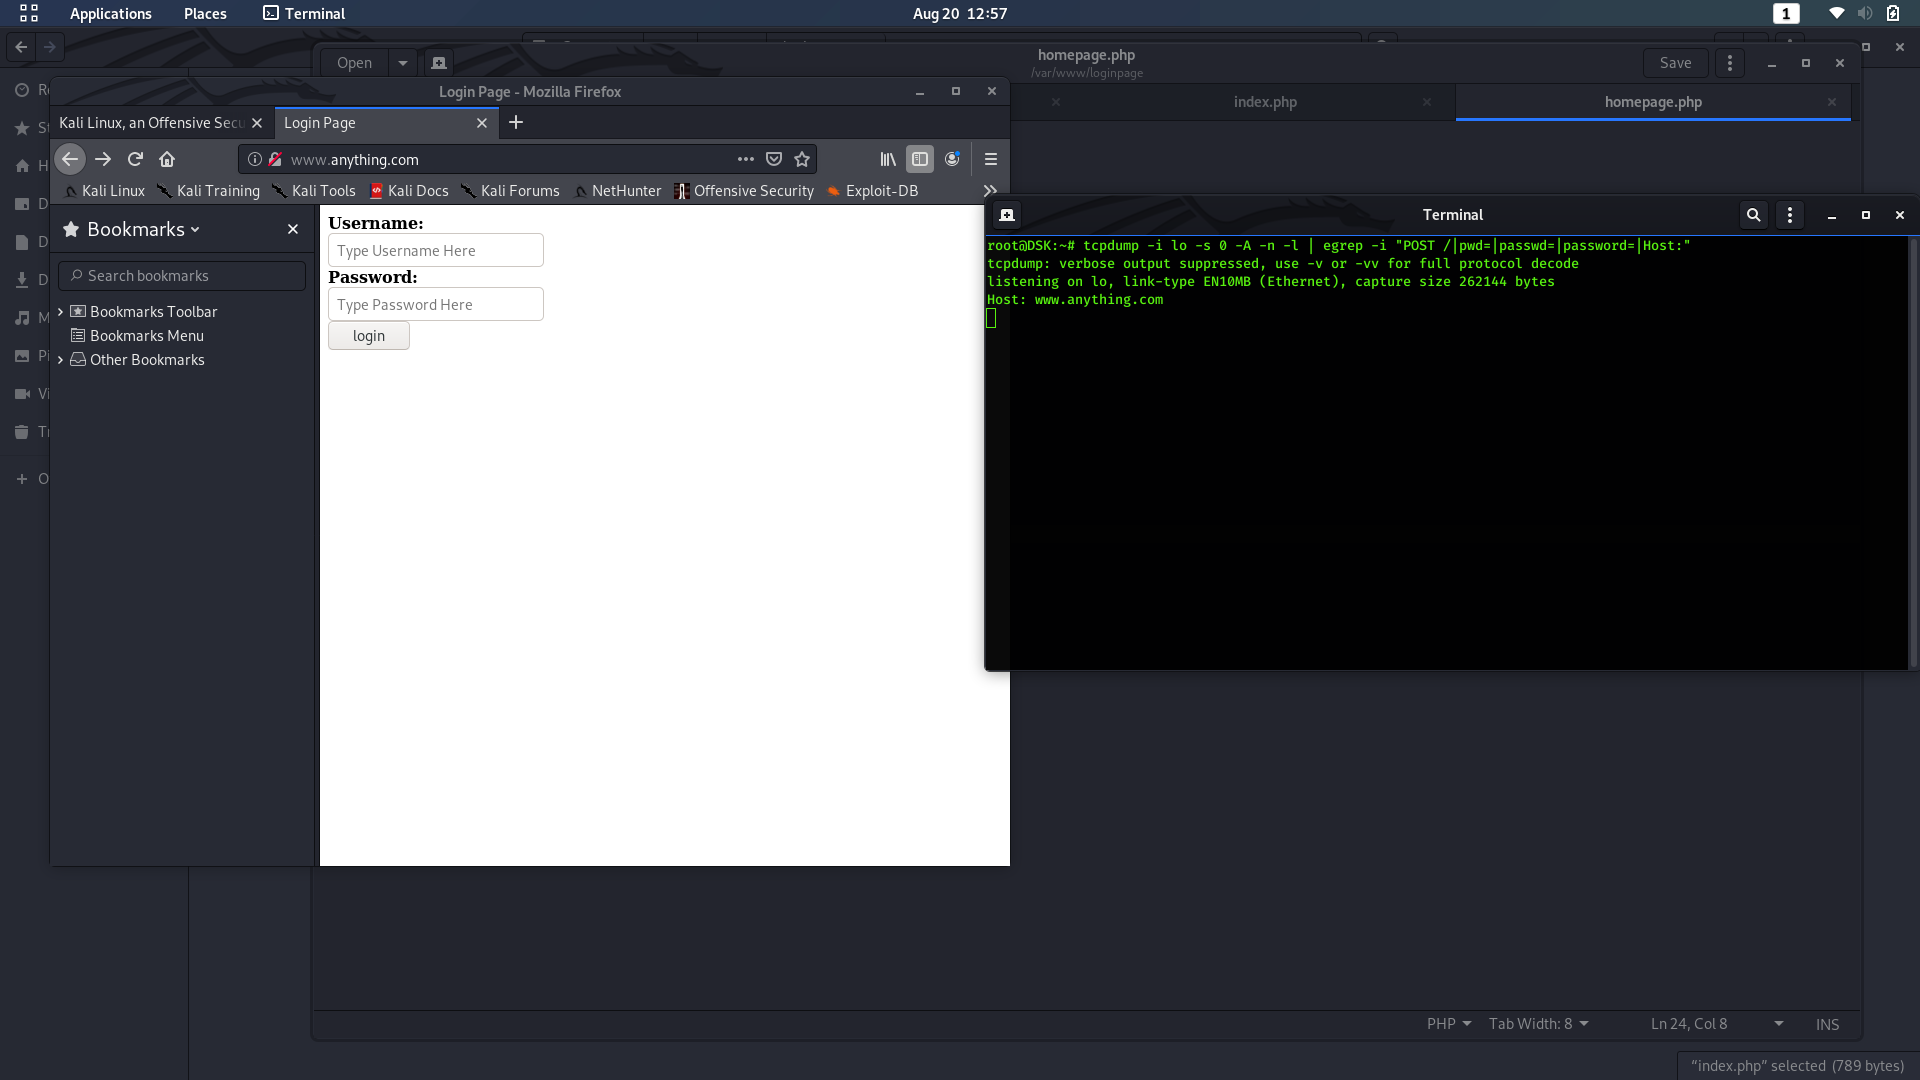 Applications Places Terminal Aug 20 12:57 1
Open homepage.php Save
/var/www/loginpage
Login Page - Mozilla Firefox
index.php homepage.php
Kali Linux, an Offensive Secu Login Page
www.anything.com
Kali Linux Kali Training Kali Tools Kali Docs Kali Forums NetHunter Offensive Security Exploit-DB
Bookmarks
Search bookmarks
Bookmarks Toolbar
Bookmarks Menu
Other Bookmarks
Username:
Type Username Here
Password:
Type Password Here
login
Terminal
root@DSK:~# tcpdump -i lo -s 0 -A -n -l | egrep -i "POST /|pwd=|passwd=|password=|Host:"
tcpdump: verbose output suppressed, use -v or -vv for full protocol decode
listening on lo, link-type EN10MB (Ethernet), capture size 262144 bytes
Host: www.anything.com
PHP Tab Width: 8 Ln 24, Col 8 INS
“index.php” selected (789 bytes)